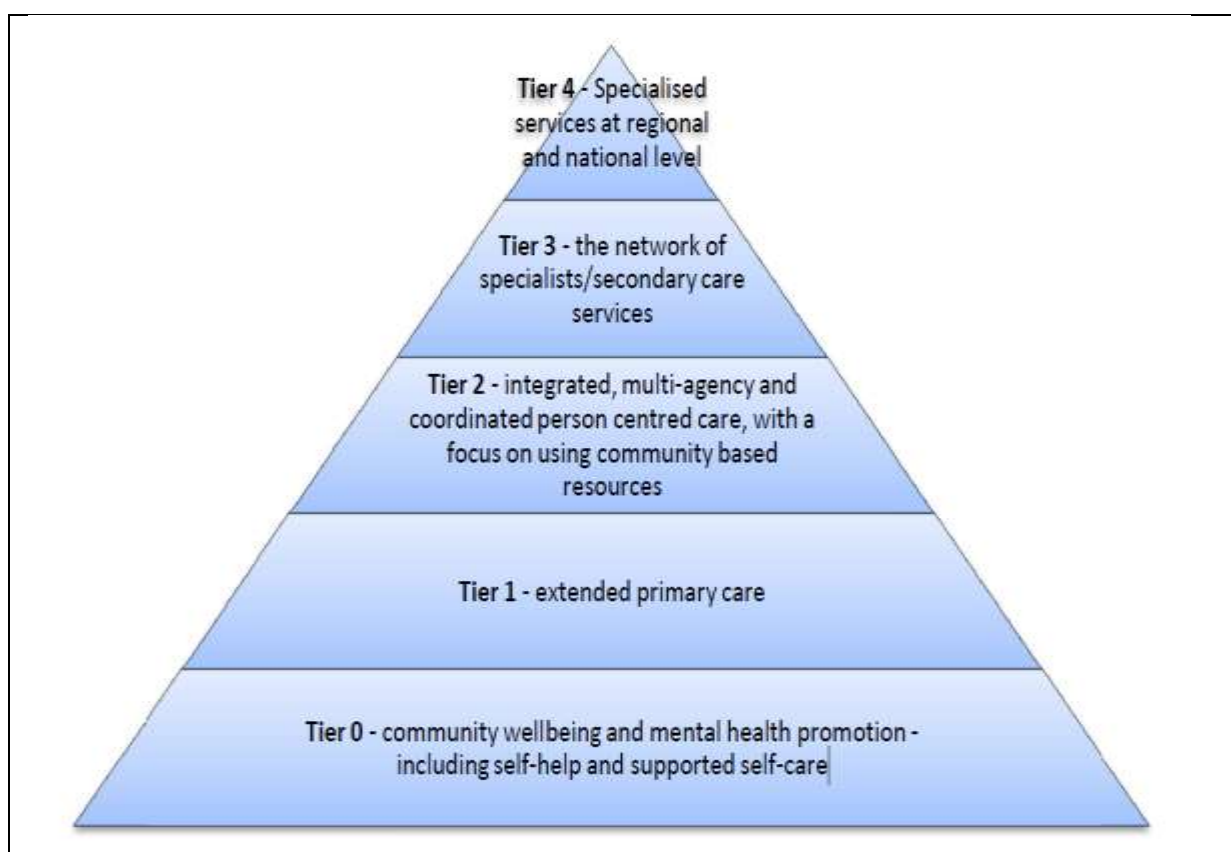 Tier 4 - Specialised
services at regional
and national level
Tier 3 - the network of
specialists/secondary care
services
Tier 2 - integrated, multi-agency and
coordinated person centred care, with a
focus on using community based
resources
Tier 1 - extended primary care
Tier 0 - community wellbeing and mental health promotion -
including self-help and supported self-care